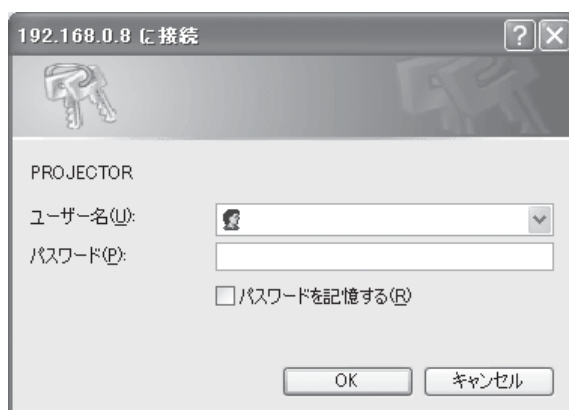 192.168.0.8 に接続
PROJECTOR
ユーザー名(U):
パスワード(P):
パスワードを記憶する(R)
OK
キャンセル